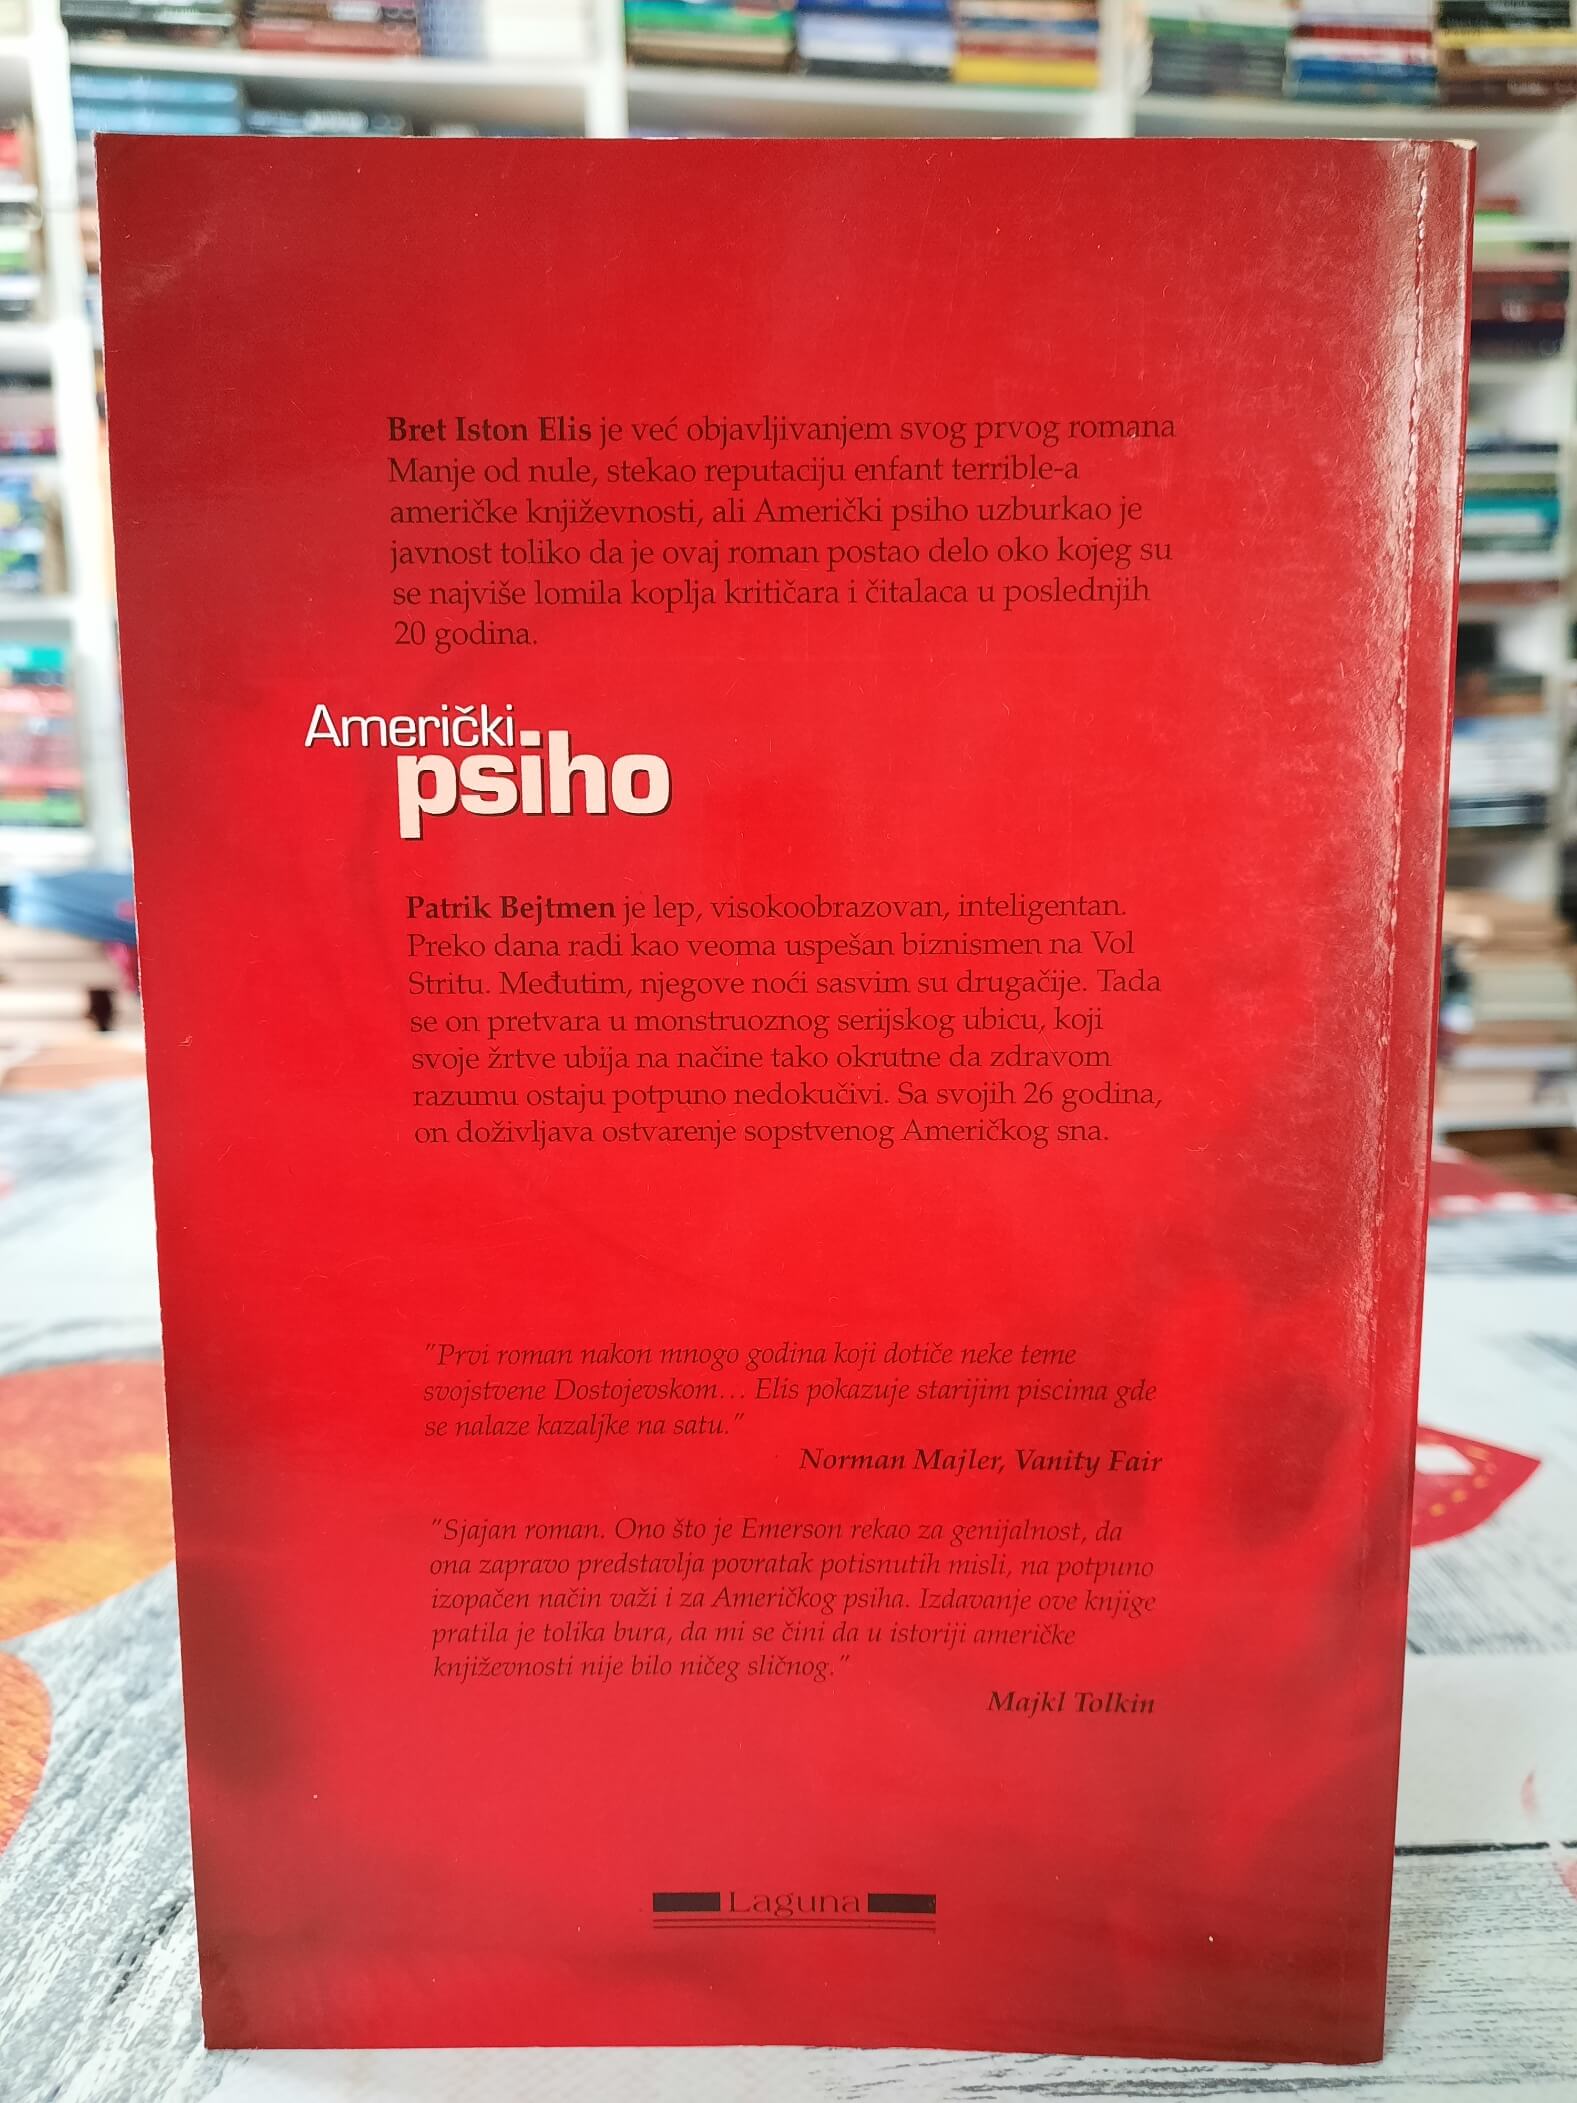 Bret Iston Elis je već objavljivanjem svog prvog romana
Manje od nule, stekao reputaciju enfant terrible-a
američke književnosti, ali Američki psiho uzburkao je
javnost toliko da je ovaj roman postao delo oko kojeg su
se najviše lomila koplja kritičara i čitalaca u poslednjih
20 godina.
Američki
psiho
Patrik Bejtmen je lep, visokoobrazovan, inteligentan.
Preko dana radi kao veoma uspešan biznismen na Vol
Stritu. Međutim, njegove noći sasvim su drugačije. Tada
se on pretvara u monstruoznog serijskog ubicu, koji
svoje žrtve ubija na načine tako okrutne da zdravom
razumu ostaju potpuno nedokučivi. Sa svojih 26 godina,
on doživljava ostvarenje sopstvenog Američkog sna.
"Prvi roman nakon mnogo godina koji dotiče neke teme
svojstvene Dostojevskom... Elis pokazuje starijim piscima gde
se nalaze kazaljke na satu."
Norman Majler, Vanity Fair
"Sjajan roman. Ono što je Emerson rekao za genijalnost, da
ona zapravo predstavlja povratak potisnutih misli, na potpuno
izopačen način važi i za Američkog psiha. Izdavanje ove knjige
pratila je tolika bura, da mi se čini da u istoriji američke
književnosti nije bilo ničeg sličnog."
Majkl Tolkin
Laguna